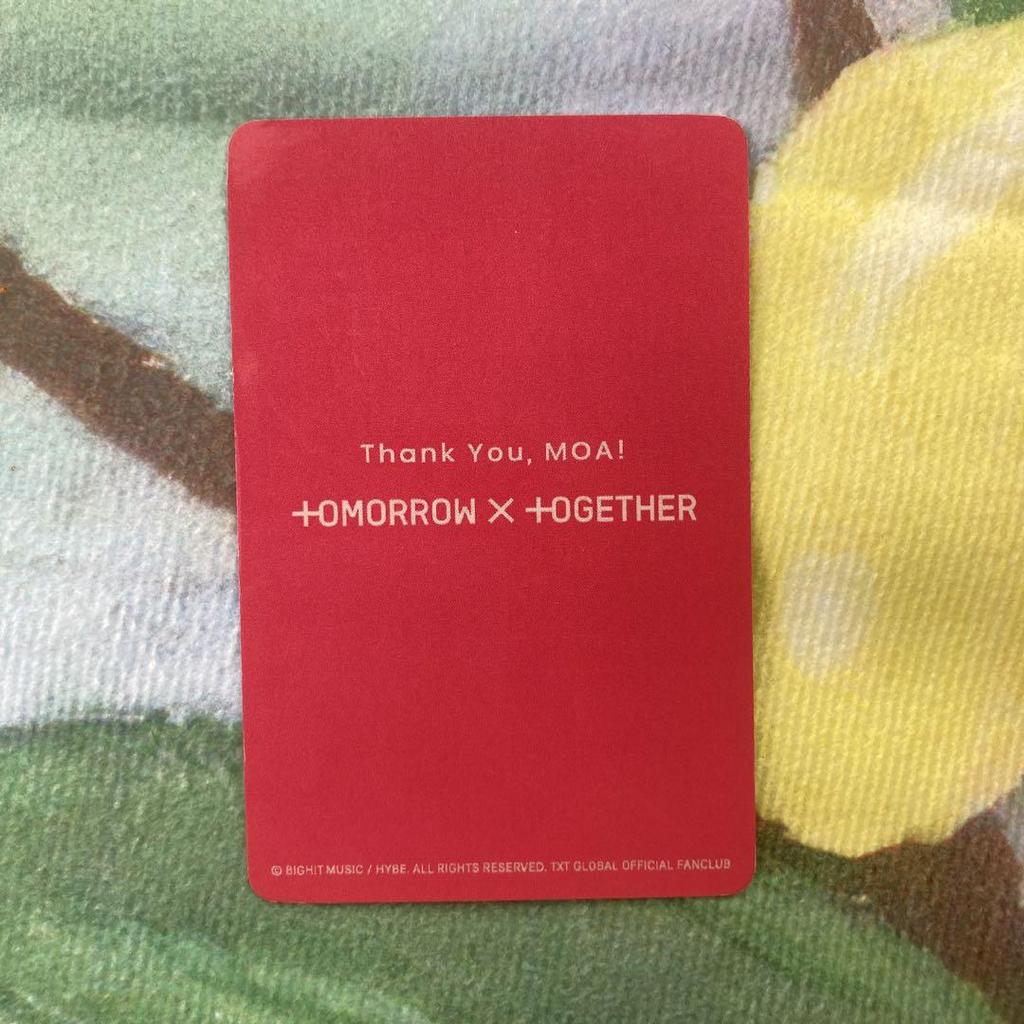 Thank You, MOA!
TOMORROW X TOGETHER
© BIGHIT MUSIC / HYBE. ALL RIGHTS RESERVED. TXT GLOBAL OFFICIAL FANCLUB